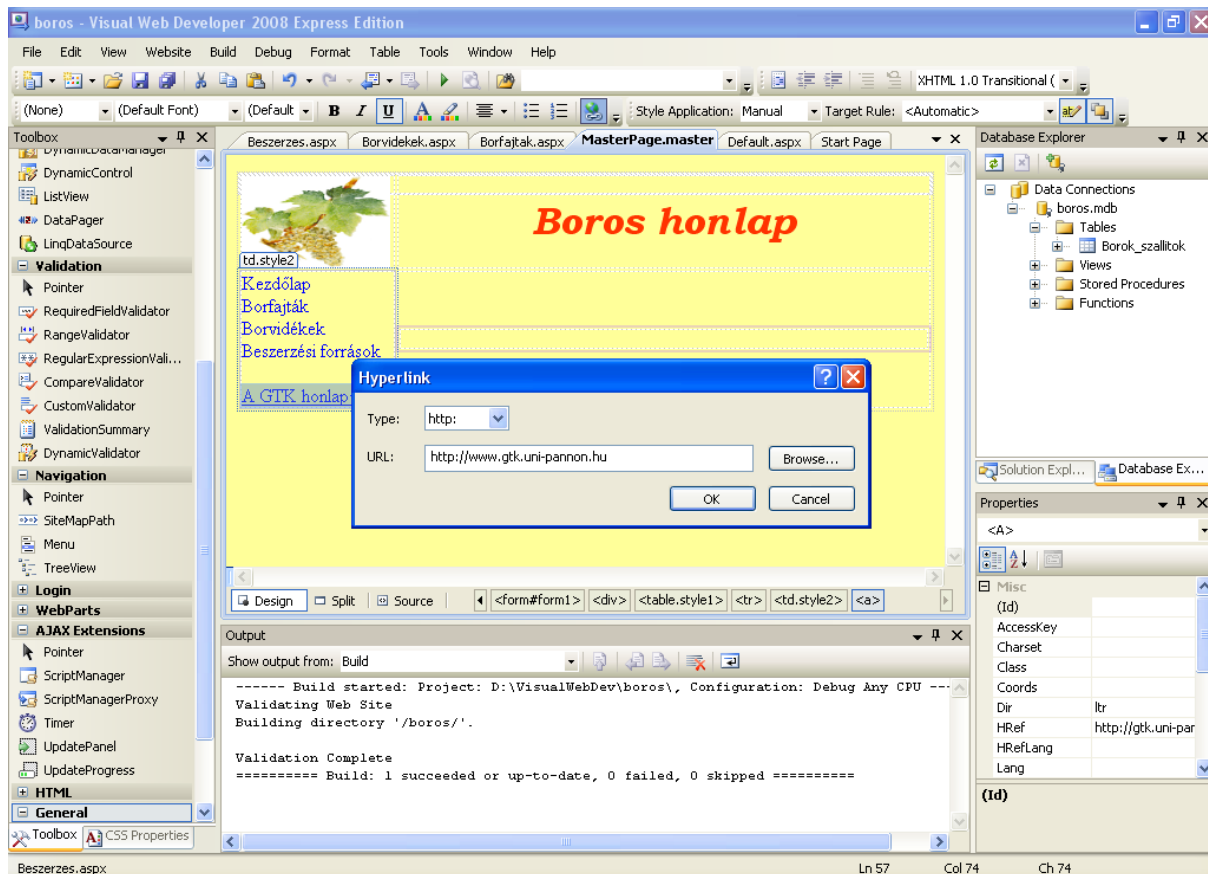 boros - Visual Web Developer 2008 Express Edition
File Edit View Website Build Debug Format Table Tools Window Help
XHTML 1.0 Transitional (
(None) (Default Font) (Default B I U A Style Application: Manual Target Rule: <Automatic>
Toolbox
DynamicDataManager
DynamicControl
ListView
DataPager
LinqDataSource
Validation
Pointer
RequiredFieldValidator
RangeValidator
RegularExpressionVali...
CompareValidator
CustomValidator
ValidationSummary
DynamicValidator
Navigation
Pointer
SiteMapPath
Menu
TreeView
Login
WebParts
AJAX Extensions
Pointer
ScriptManager
ScriptManagerProxy
Timer
UpdatePanel
UpdateProgress
HTML
General
Toolbox CSS Properties
Beszerzes.aspx Borvidekek.aspx Borfajtak.aspx MasterPage.master Default.aspx Start Page
Boros honlap
td.style2
Kezdőlap
Borfajták
Borvidékek
Beszerzési források
A GTK honlap
Hyperlink
Type: http:
URL: http://www.gtk.uni-pannon.hu Browse...
OK Cancel
Design Split Source <form#form1> <div> <table.style1> <tr> <td.style2> <a>
Output
Show output from: Build
------ Build started: Project: D:\VisualWebDev\boros\, Configuration: Debug Any CPU ---
Validating Web Site
Building directory '/boros/'.
Validation Complete
========== Build: 1 succeeded or up-to-date, 0 failed, 0 skipped ==========
Database Explorer
Data Connections
boros.mdb
Tables
Borok_szallitok
Views
Stored Procedures
Functions
Solution Expl... Database Ex...
Properties
<A>
Misc
(Id)
AccessKey
Charset
Class
Coords
Dir ltr
HRef http://gtk.uni-par
HRefLang
Lang
(Id)
Beszerzes.aspx Ln 57 Col 74 Ch 74